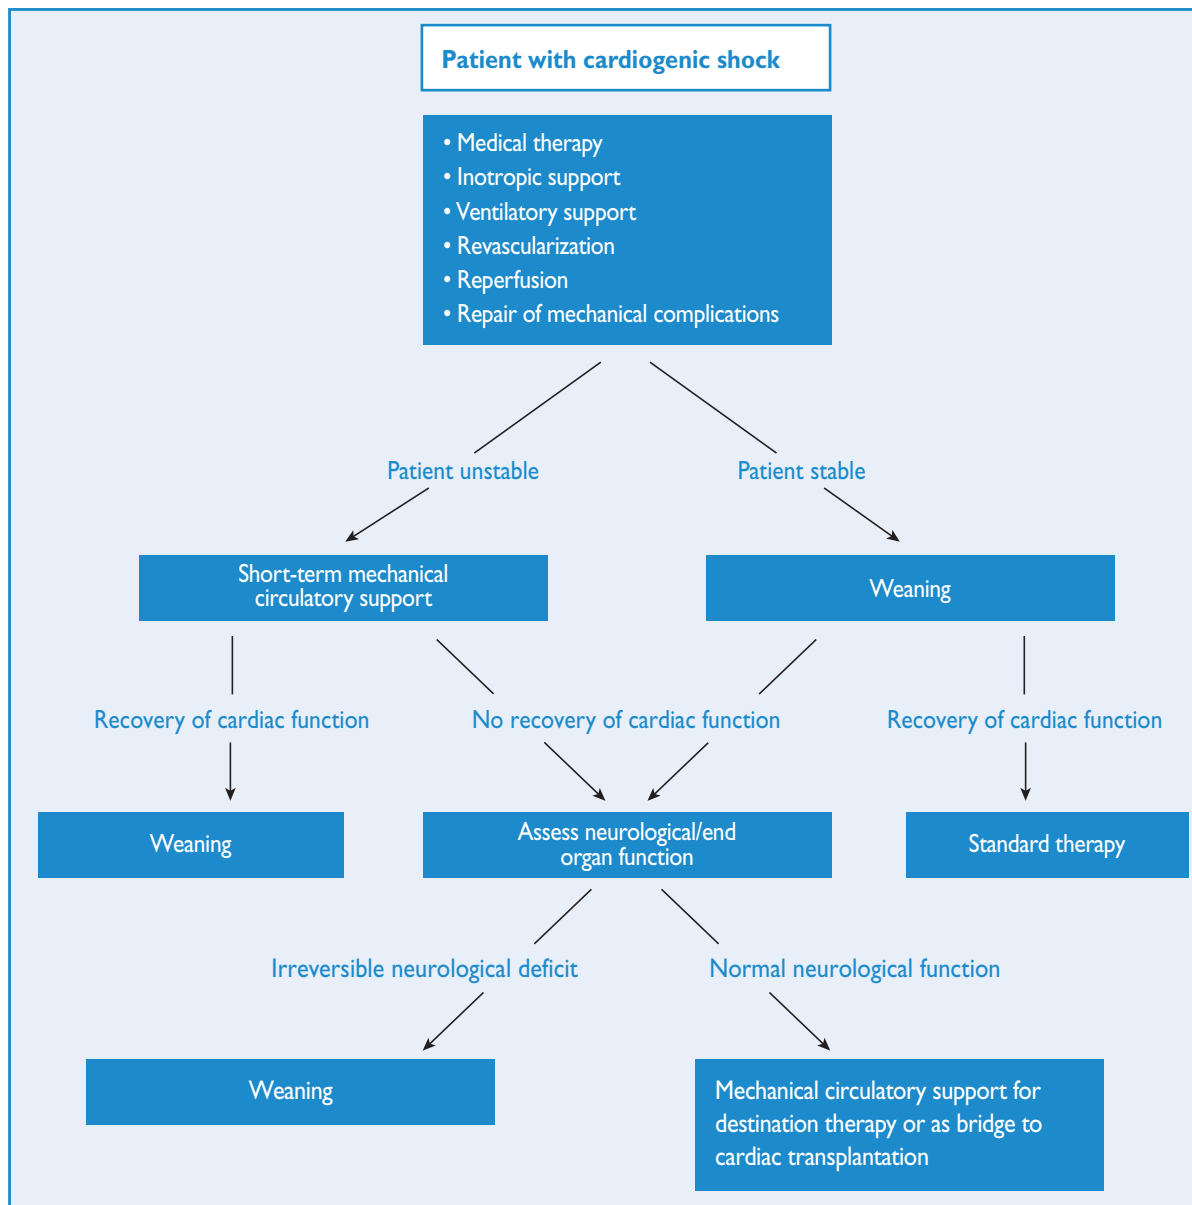 Patient with cardiogenic shock
• Medical therapy
• Inotropic support
• Ventilatory support
• Revascularization
• Reperfusion
• Repair of mechanical complications
Patient unstable
Patient stable
Short-term mechanical
circulatory support
Weaning
Recovery of cardiac function
No recovery of cardiac function
Recovery of cardiac function
Weaning
Assess neurological/end
organ function
Standard therapy
Irreversible neurological deficit
Normal neurological function
Weaning
Mechanical circulatory support for
destination therapy or as bridge to
cardiac transplantation